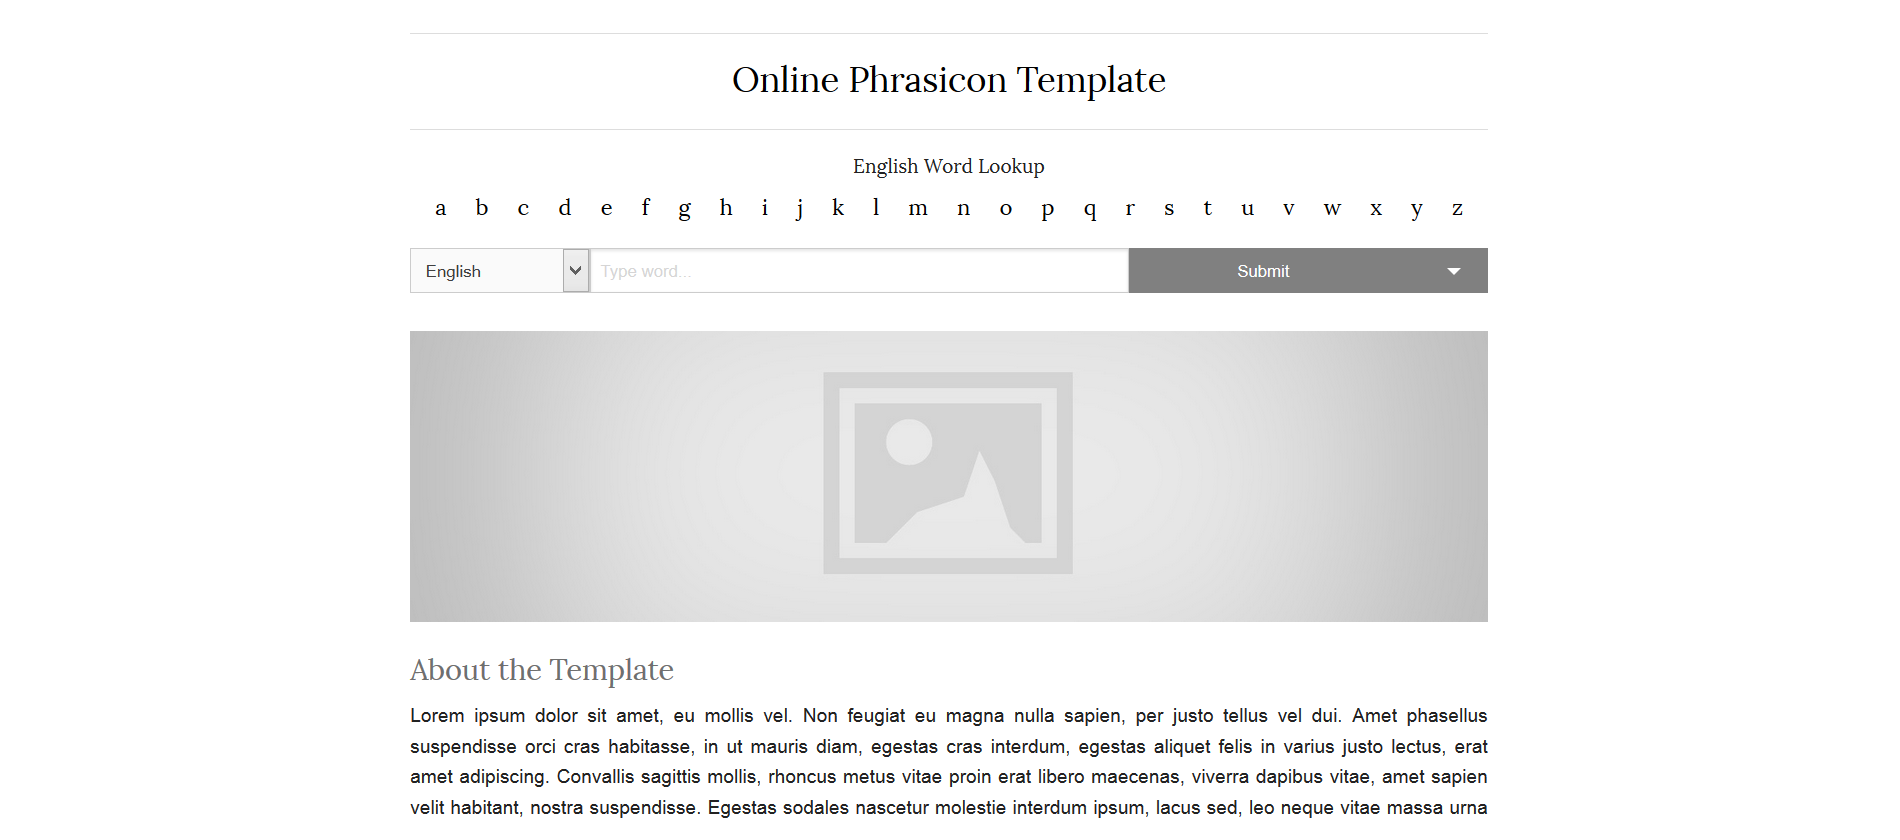 Online Phrasicon Template
English Word Lookup
a b c d e f g h i j k l m n o p q r s t u v w x y z
English Type word... Submit
About the Template
Lorem ipsum dolor sit amet, eu mollis vel. Non feugiat eu magna nulla sapien, per justo tellus vel dui. Amet phasellus
suspendisse orci cras habitasse, in ut mauris diam, egestas cras interdum, egestas aliquet felis in varius justo lectus, erat
amet adipiscing. Convallis sagittis mollis, rhoncus metus vitae proin erat libero maecenas, viverra dapibus vitae, amet sapien
velit habitant, nostra suspendisse. Egestas sodales nascetur molestie interdum ipsum, lacus sed, leo neque vitae massa urna